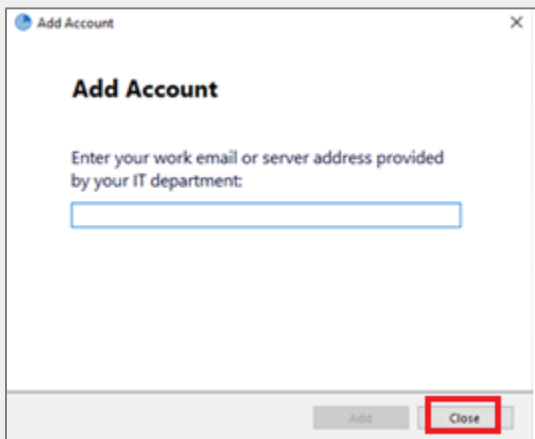 Add Account
Add Account
Enter your work email or server address provided
by your IT department:
Add
Close